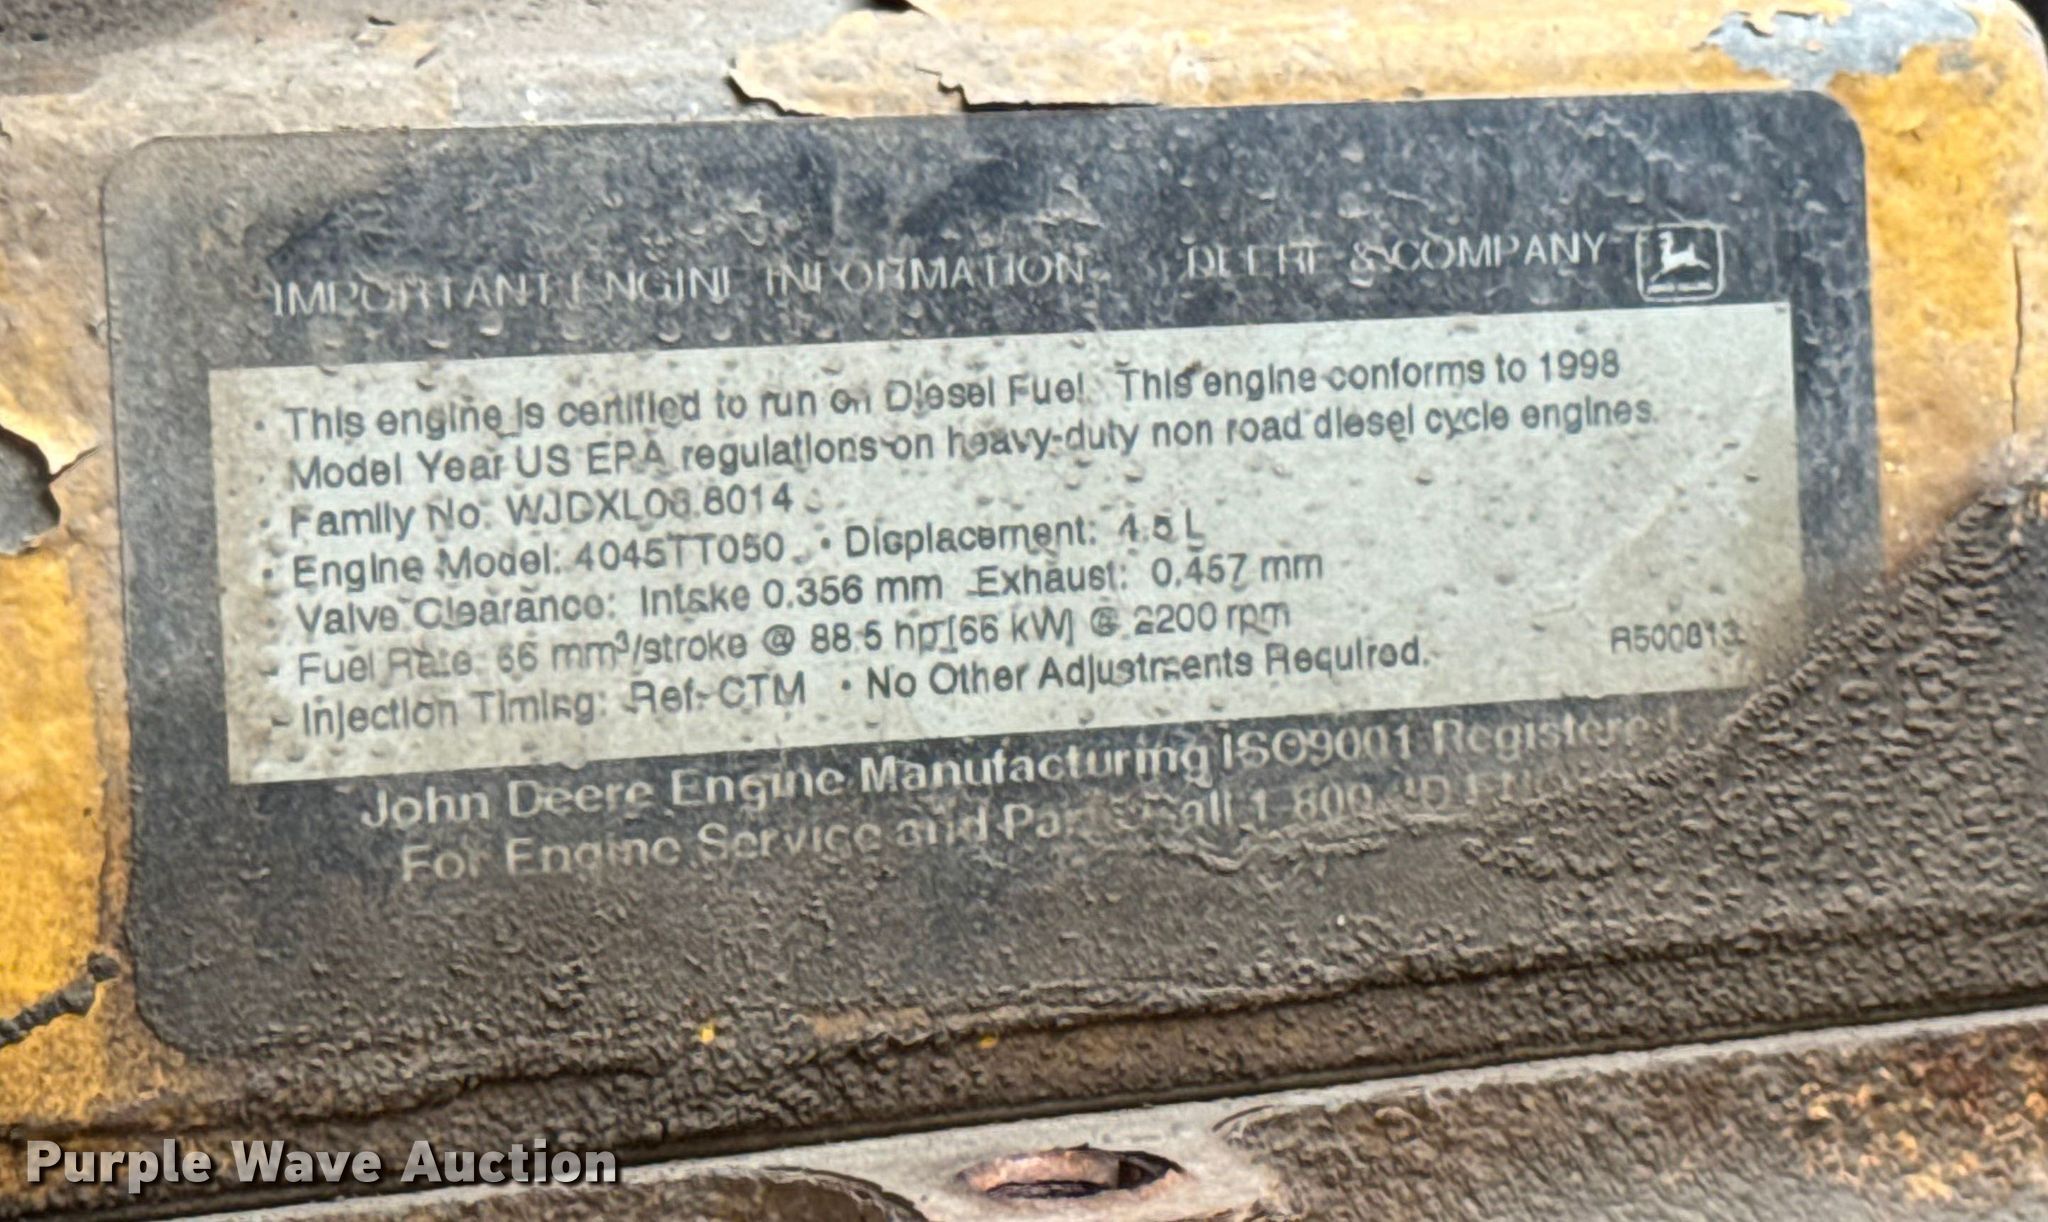 IMPORTANT ENGINE INFORMATION DEERE & COMPANY
• This engine is certified to run on Diesel Fuel. This engine conforms to 1998
Model Year US EPA regulations on heavy-duty non road diesel cycle engines.
• Family No: WJDXL06.8014
• Engine Model: 4045TT050 • Displacement: 4.5 L
• Valve Clearance: Intake 0.356 mm Exhaust: 0.457 mm
- Fuel Rate: 66 mm³/stroke @ 88.5 hp [66 kW] @ 2200 rpm
- Injection Timing: Ref-CTM • No Other Adjustments Required.
R500813
John Deere Engine Manufacturing ISO9001 Registered
For Engine Service and Parts Call 1-800
Purple Wave Auction